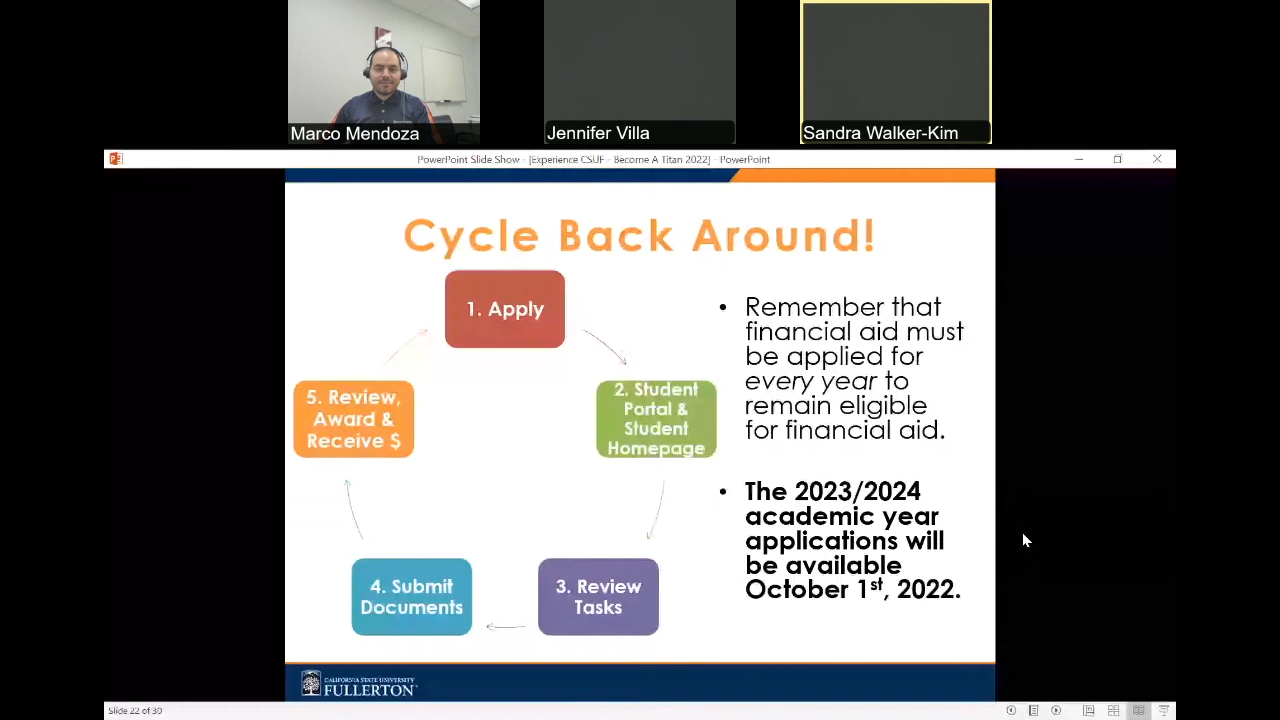 Marco Mendoza
Jennifer Villa
Sandra Walker-Kim
PowerPoint Slide Show - [Experience CSUF - Become A Titan 2022] - PowerPoint
Cycle Back Around!
1. Apply
2. Student
Portal &
Student
Homepage
3. Review
Tasks
4. Submit
Documents
5. Review,
Award &
Receive $
• Remember that
financial aid must
be applied for
every year to
remain eligible
for financial aid.
• The 2023/2024
academic year
applications will
be available
October 1st, 2022.
CALIFORNIA STATE UNIVERSITY
FULLERTON
Slide 22 of 30